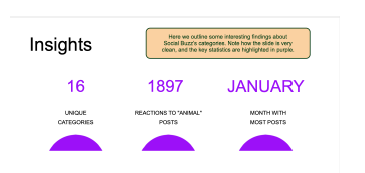 Insights
Here we outline some interesting findings about
Social Buzz's categories. Note how the slide is very
clean, and the key statistics are highlighted in purple.
16
1897
JANUARY
UNIQUE
CATEGORIES
REACTIONS TO "ANIMAL"
POSTS
MONTH WITH
MOST POSTS